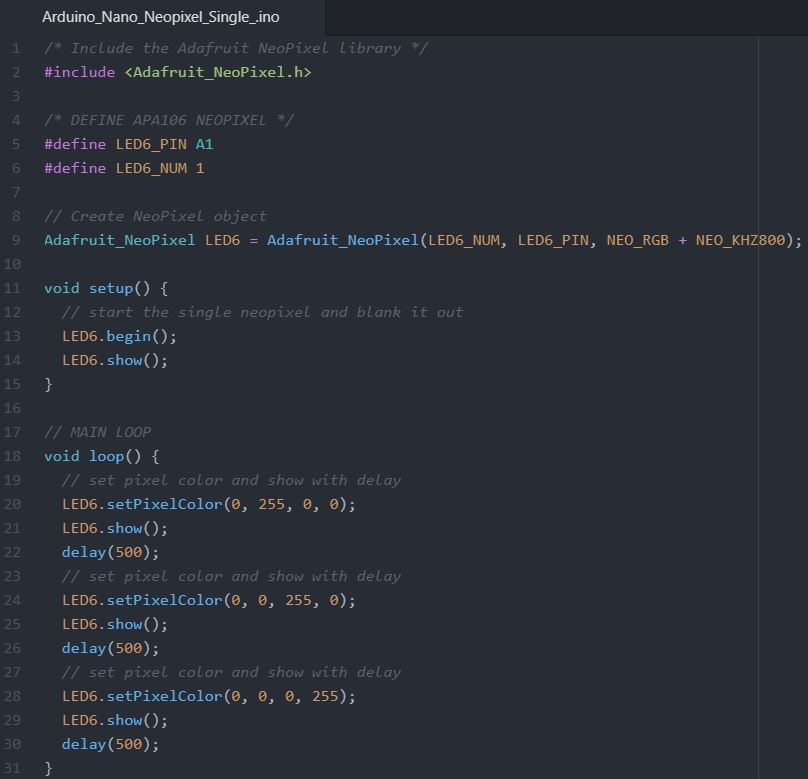 Arduino_Nano_Neopixel_Single_.ino
1 /* Include the Adafruit NeoPixel library */
2 #include <Adafruit_NeoPixel.h>
3
4 /* DEFINE APA106 NEOPIXEL */
5 #define LED6_PIN A1
6 #define LED6_NUM 1
7
8 // Create NeoPixel object
9 Adafruit_NeoPixel LED6 = Adafruit_NeoPixel(LED6_NUM, LED6_PIN, NEO_RGB + NEO_KHZ800);
10
11 void setup() {
12   // start the single neopixel and blank it out
13   LED6.begin();
14   LED6.show();
15 }
16
17 // MAIN LOOP
18 void loop() {
19   // set pixel color and show with delay
20   LED6.setPixelColor(0, 255, 0, 0);
21   LED6.show();
22   delay(500);
23   // set pixel color and show with delay
24   LED6.setPixelColor(0, 0, 255, 0);
25   LED6.show();
26   delay(500);
27   // set pixel color and show with delay
28   LED6.setPixelColor(0, 0, 0, 255);
29   LED6.show();
30   delay(500);
31 }